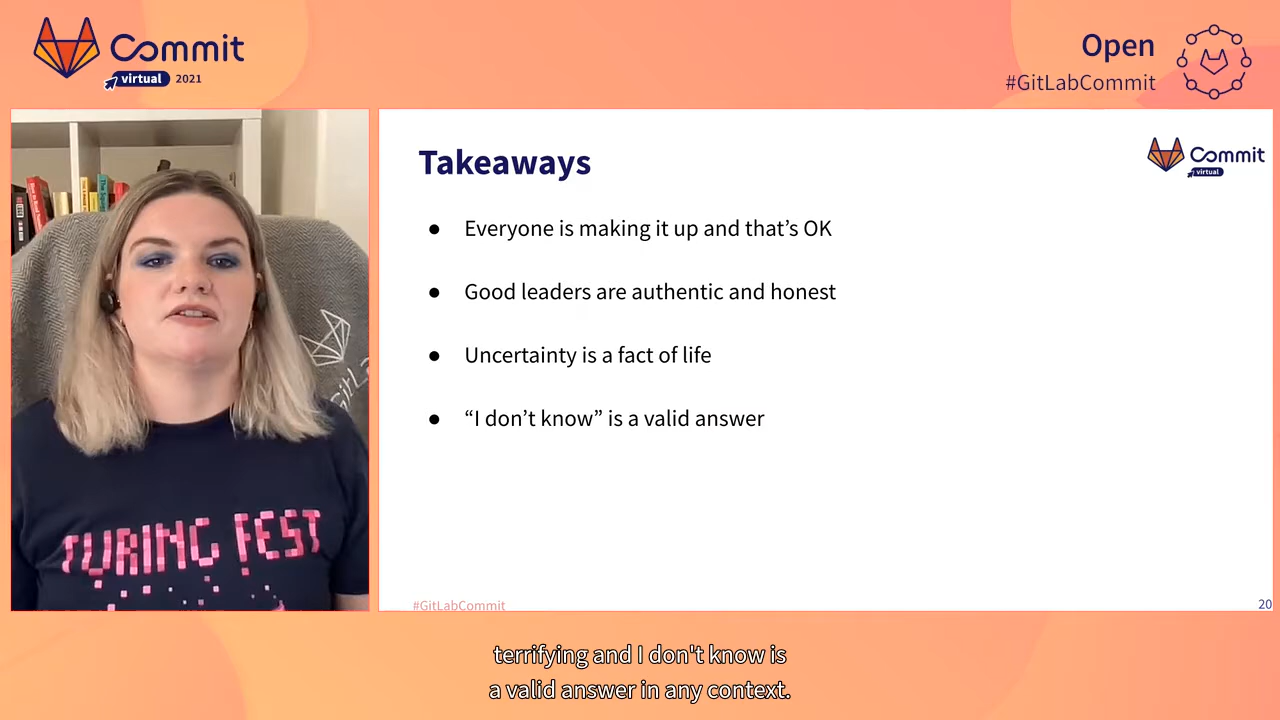 Commit
virtual 2021
Open
#GitLabCommit
Takeaways
Commit
virtual
● Everyone is making it up and that’s OK
● Good leaders are authentic and honest
● Uncertainty is a fact of life
● “I don’t know” is a valid answer
TURING FEST
#GitLabCommit
20
terrifying and I don't know is
a valid answer in any context.